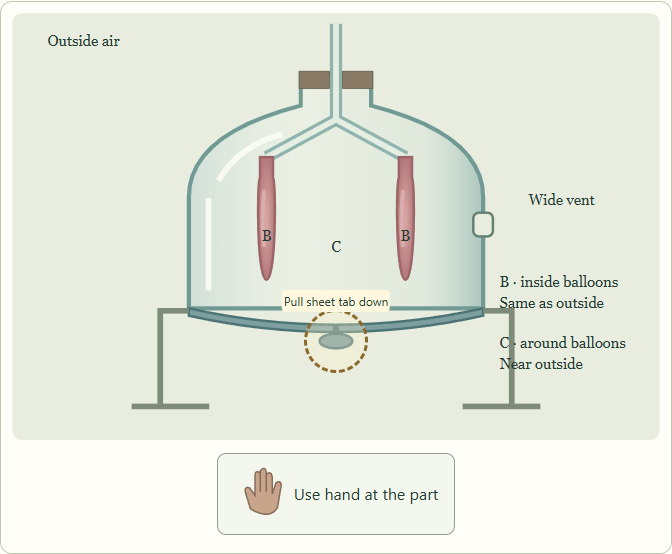 Outside air
Wide vent
B
B
C
B · inside balloons
Same as outside
Pull sheet tab down
C · around balloons
Near outside
Use hand at the part